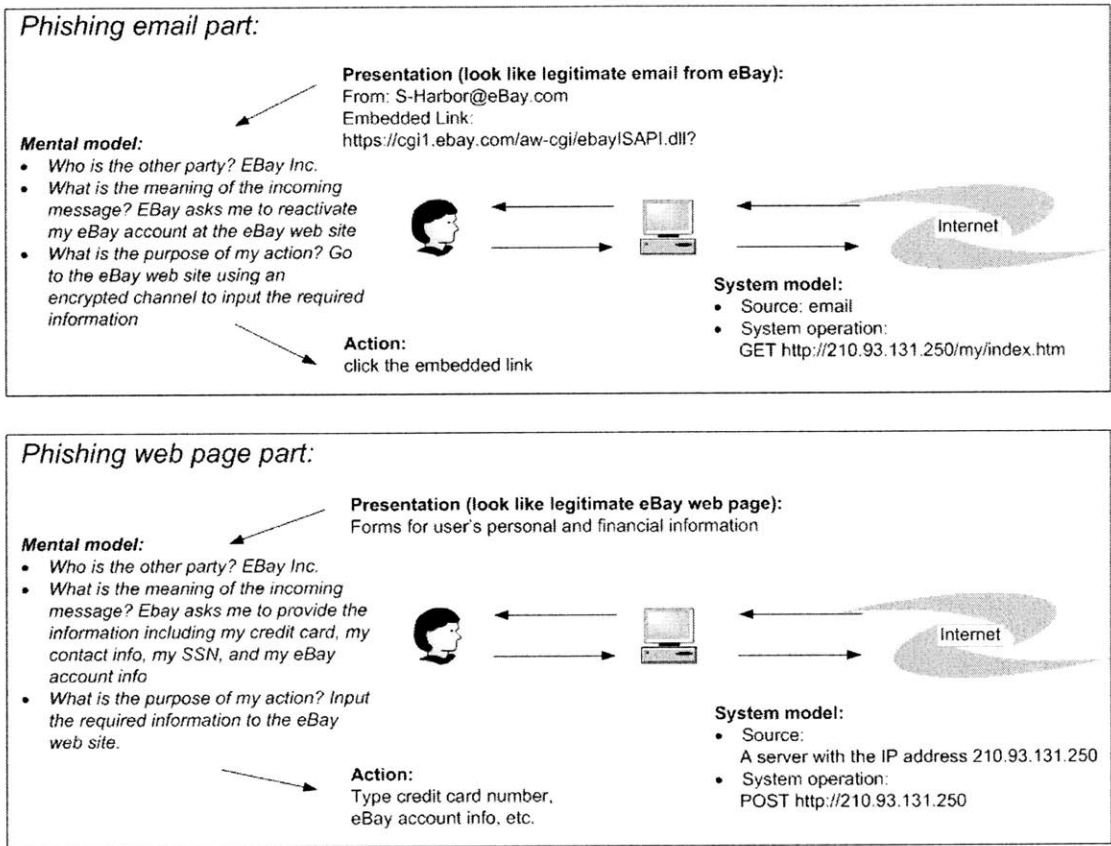 Phishing email part:
Presentation (look like legitimate email from eBay):
From: S-Harbor@eBay.com
Embedded Link:
https://cgi1.ebay.com/aw-cgi/ebayISAPI.dll?
Mental model:
• Who is the other party? EBay Inc.
• What is the meaning of the incoming
message? EBay asks me to reactivate
my eBay account at the eBay web site
• What is the purpose of my action? Go
to the eBay web site using an
encrypted channel to input the required
information
Internet
System model:
• Source: email
• System operation:
GET http://210.93.131.250/my/index.htm
Action:
click the embedded link
Phishing web page part:
Presentation (look like legitimate eBay web page):
Forms for user's personal and financial information
Mental model:
• Who is the other party? EBay Inc.
• What is the meaning of the incoming
message? Ebay asks me to provide the
information including my credit card, my
contact info, my SSN, and my eBay
account info
• What is the purpose of my action? Input
the required information to the eBay
web site.
Internet
System model:
• Source:
A server with the IP address 210.93.131.250
• System operation:
POST http://210.93.131.250
Action:
Type credit card number,
eBay account info, etc.